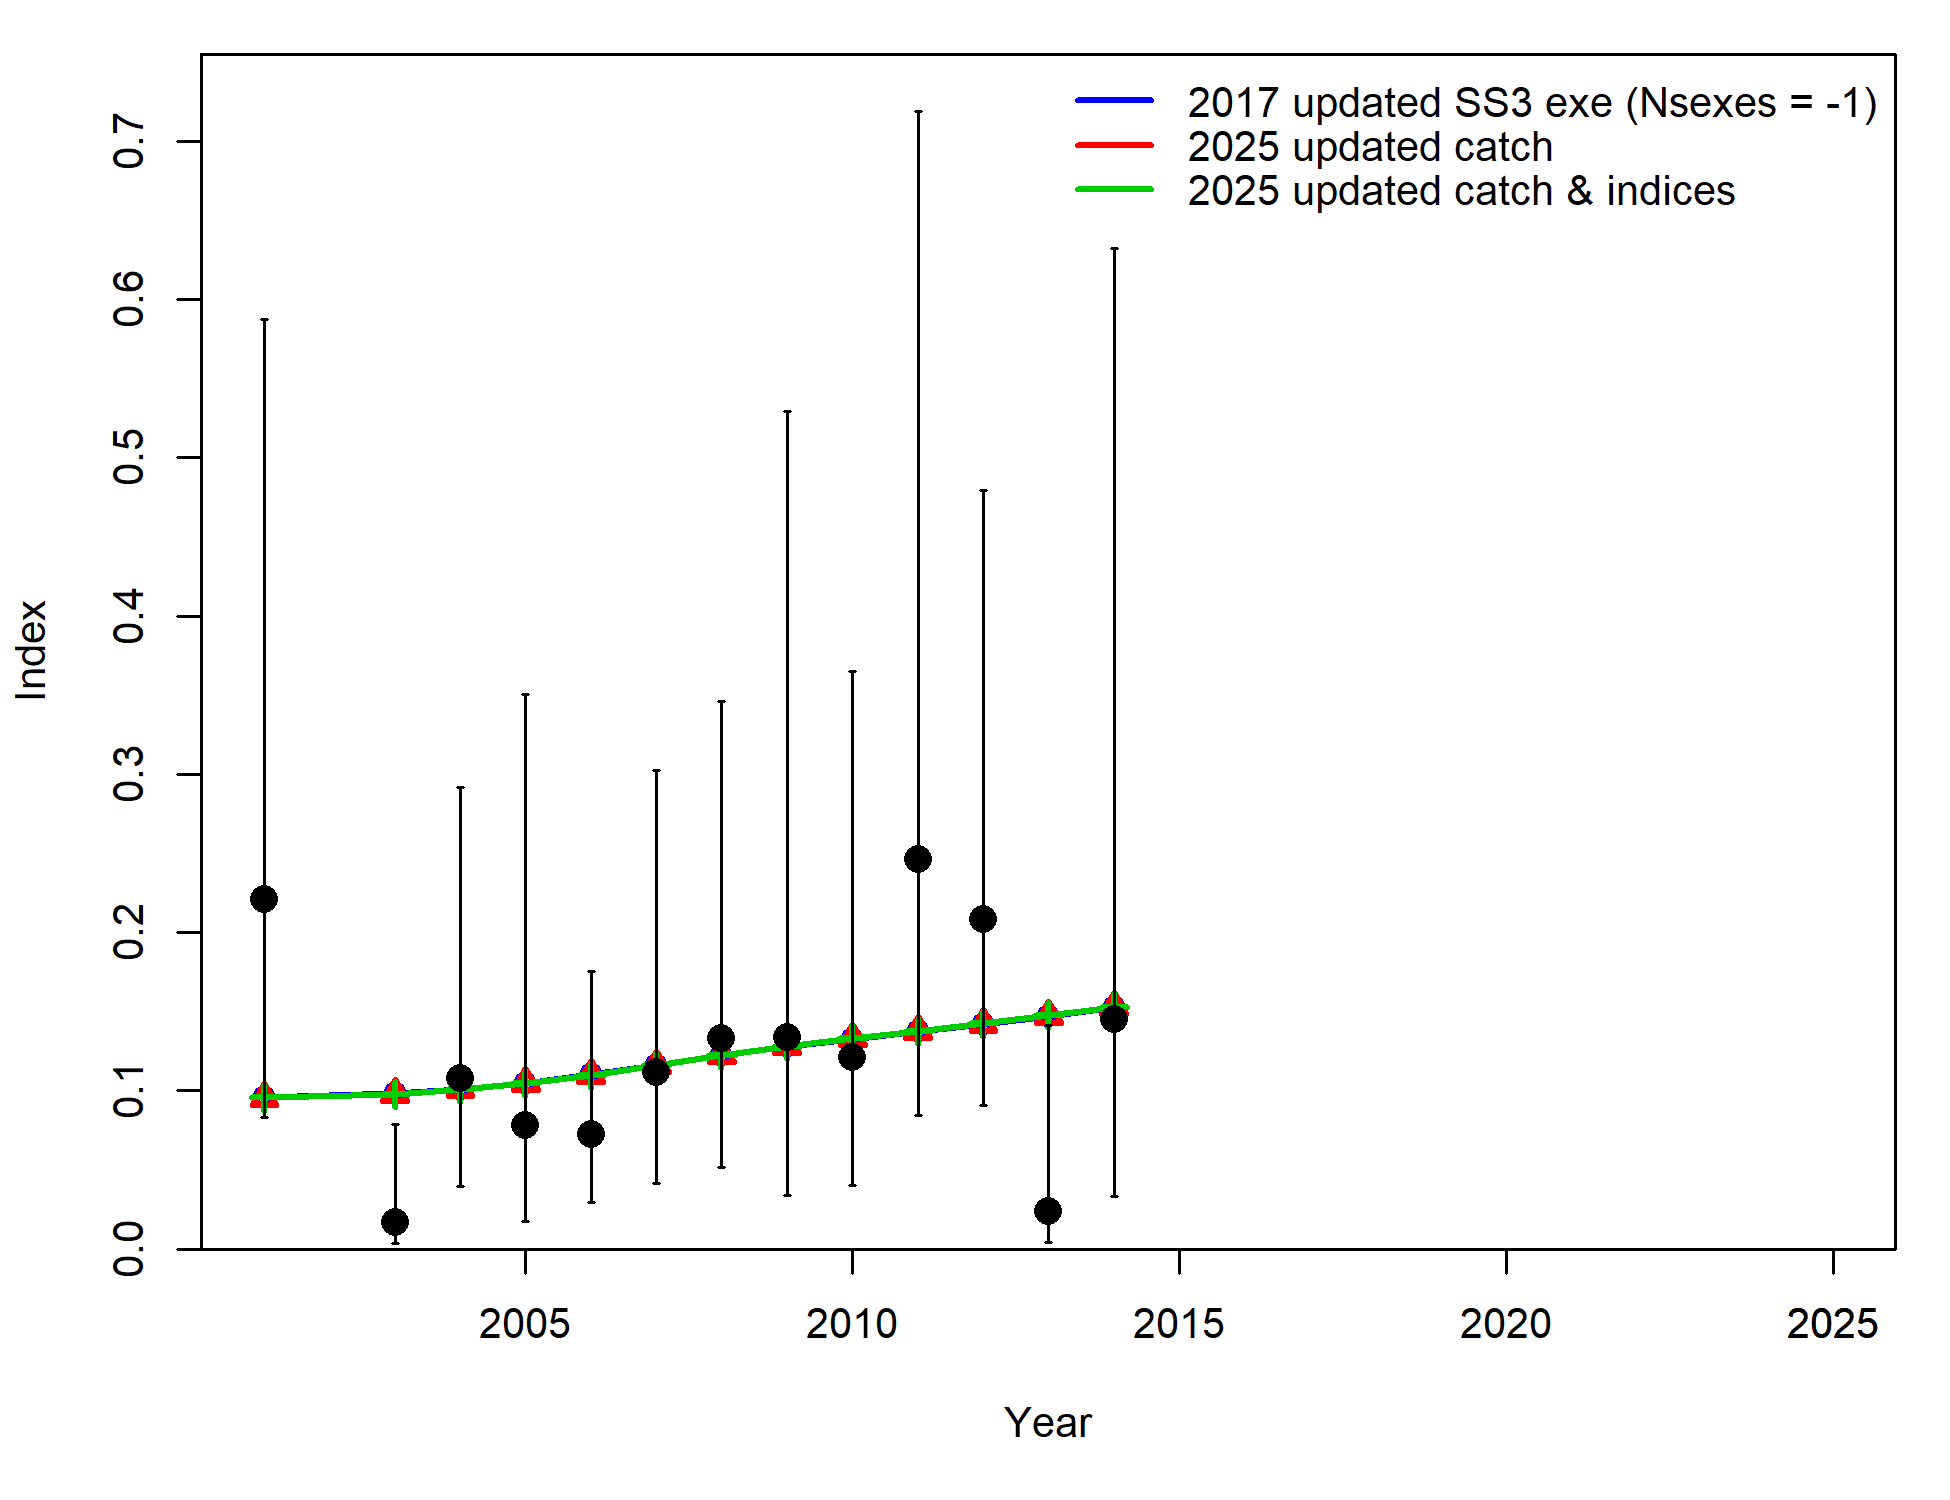 2017 updated SS3 exe (Nsexes = -1)
2025 updated catch
2025 updated catch & indices
0.7
0.6
0.5
0.4
0.3
0.2
0.1
0.0
Index
2005 2010 2015 2020 2025
Year